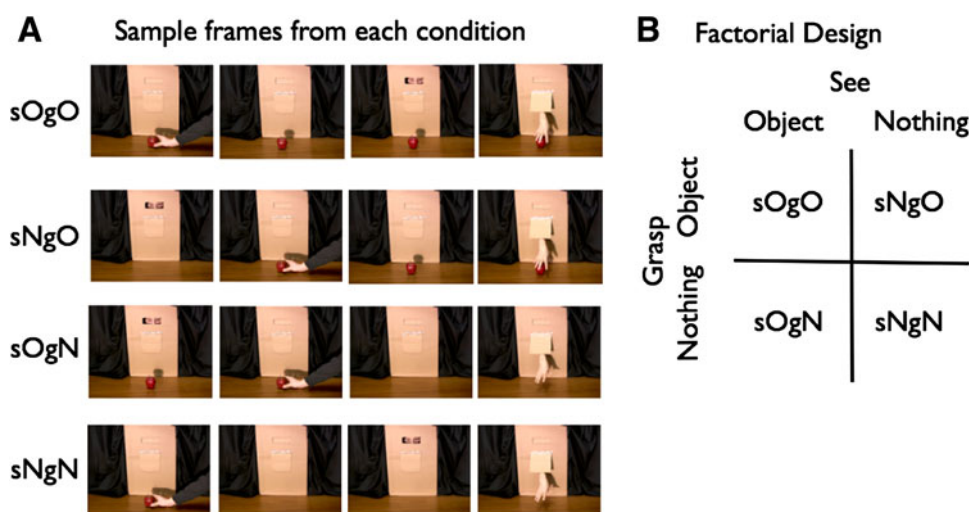 A Sample frames from each condition
sOgO
sNgO
sOgN
sNgN
B Factorial Design
See
Object Nothing
Grasp
Object
Nothing
sOgO sNgO
sOgN sNgN